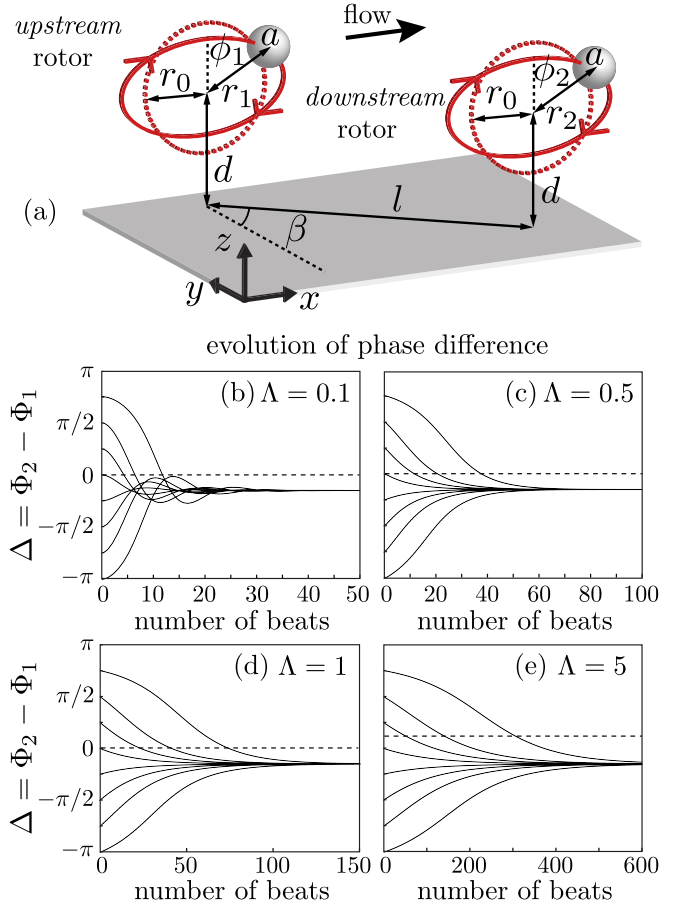 upstream
rotor
ϕ₁
a
r₀
r₁
d
flow
downstream
rotor
ϕ₂
a
r₀
r₂
d
(a)
l
β
z
y
x
evolution of phase difference
Δ = Φ₂ − Φ₁
π
π/2
0
−π/2
−π
(b) Λ = 0.1
0 10 20 30 40 50
number of beats
(c) Λ = 0.5
0 20 40 60 80 100
number of beats
Δ = Φ₂ − Φ₁
π
π/2
0
−π/2
−π
(d) Λ = 1
0 50 100 150
number of beats
(e) Λ = 5
0 200 400 600
number of beats